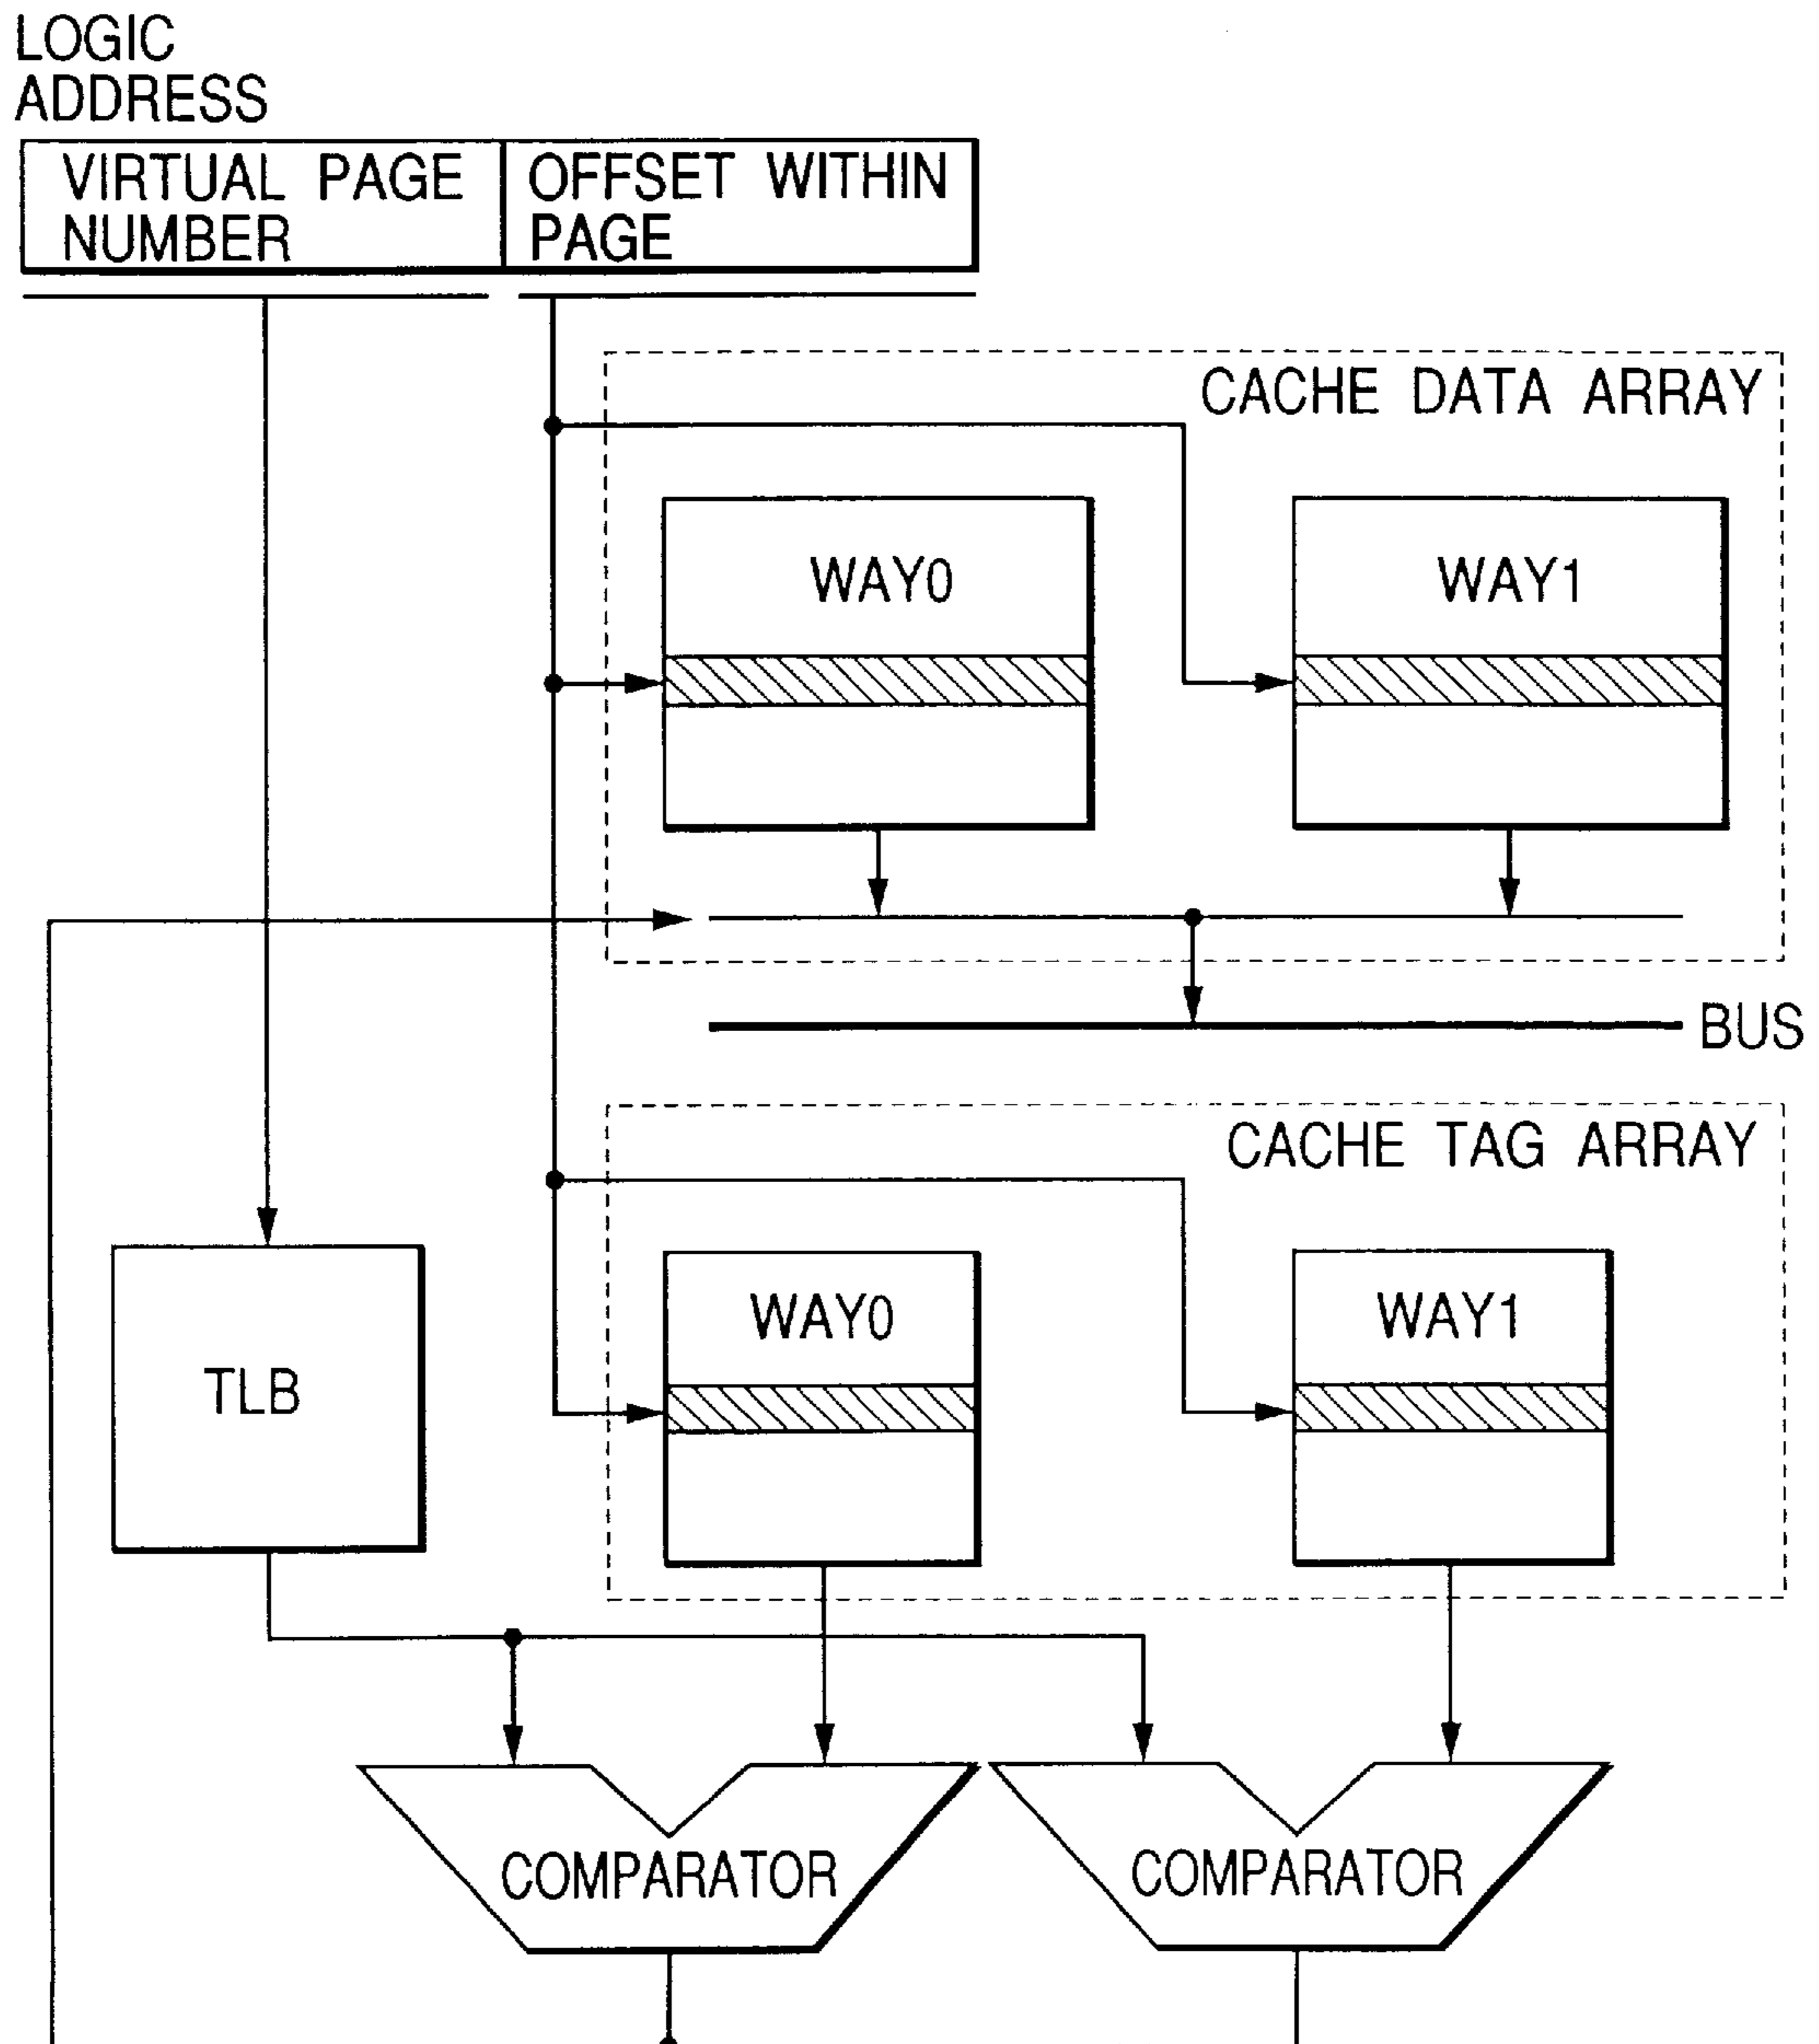 LOGIC
ADDRESS
VIRTUAL PAGE
NUMBER
OFFSET WITHIN
PAGE
CACHE DATA ARRAY
WAY0
WAY1
BUS
CACHE TAG ARRAY
WAY0
WAY1
TLB
COMPARATOR
COMPARATOR